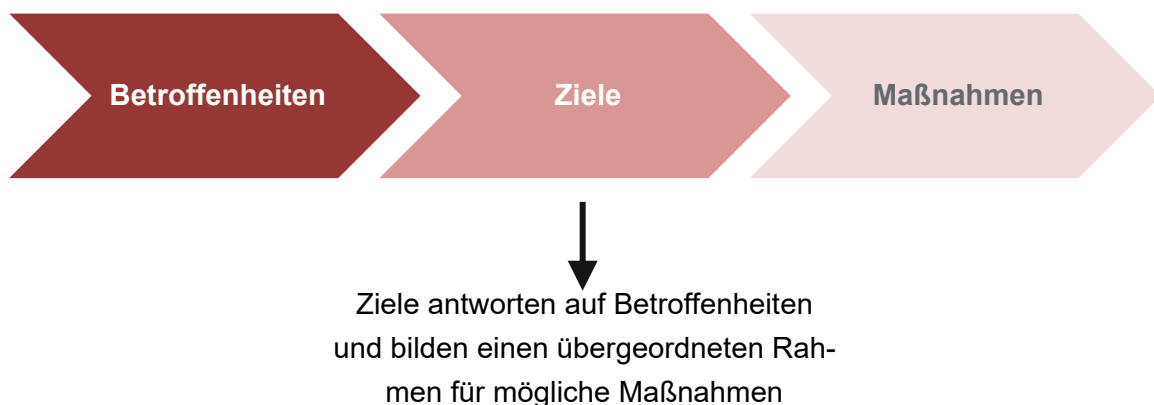 Betroffenheiten
Ziele
Maßnahmen
Ziele antworten auf Betroffenheiten
und bilden einen übergeordneten Rah-
men für mögliche Maßnahmen